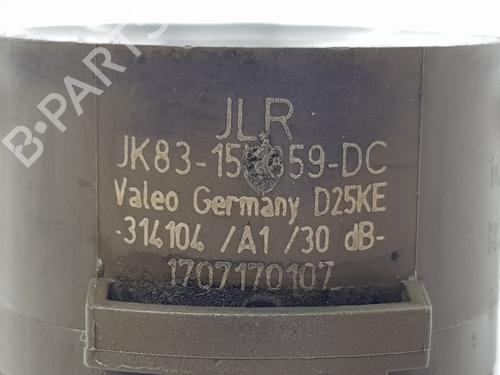 B-PARTS
JLR
Valeo Germany D25KE
-314104 /A1 /30 dB-
1707170107